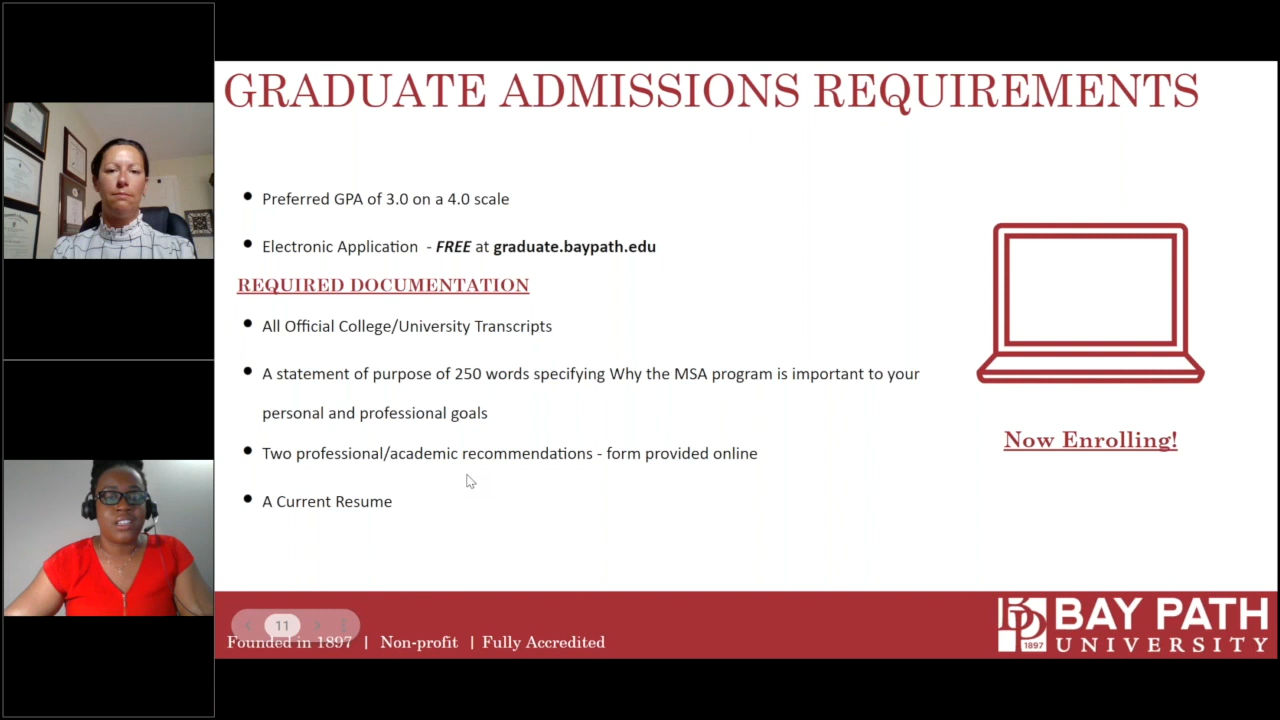 GRADUATE ADMISSIONS REQUIREMENTS
Preferred GPA of 3.0 on a 4.0 scale
Electronic Application - FREE at graduate.baypath.edu
REQUIRED DOCUMENTATION
All Official College/University Transcripts
A statement of purpose of 250 words specifying Why the MSA program is important to your
personal and professional goals
Two professional/academic recommendations - form provided online
A Current Resume
Now Enrolling!
11
Founded in 1897 | Non-profit | Fully Accredited
1897
BAY PATH
UNIVERSITY